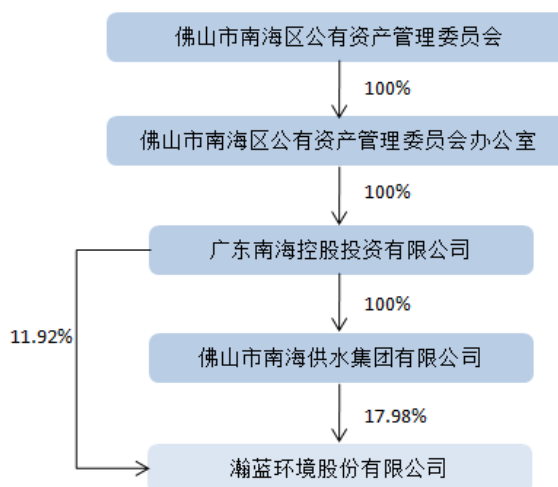 佛山市南海区公有资产管理委员会
100%
佛山市南海区公有资产管理委员会办公室
100%
广东南海控股投资有限公司
100%
11.92%
佛山市南海供水集团有限公司
17.98%
瀚蓝环境股份有限公司